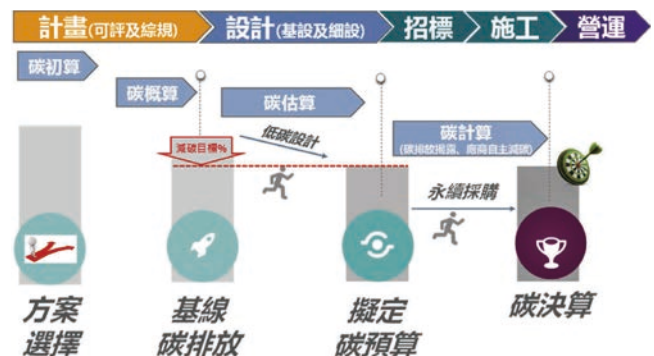 計畫(可評及綜規)
設計(基設及細設)
招標
施工
營運
碳初算
碳概算
碳估算
碳計算
(碳排放揭露、廠商自主減碳)
減碳目標%
低碳設計
永續採購
方案
選擇
基線
碳排放
擬定
碳預算
碳決算